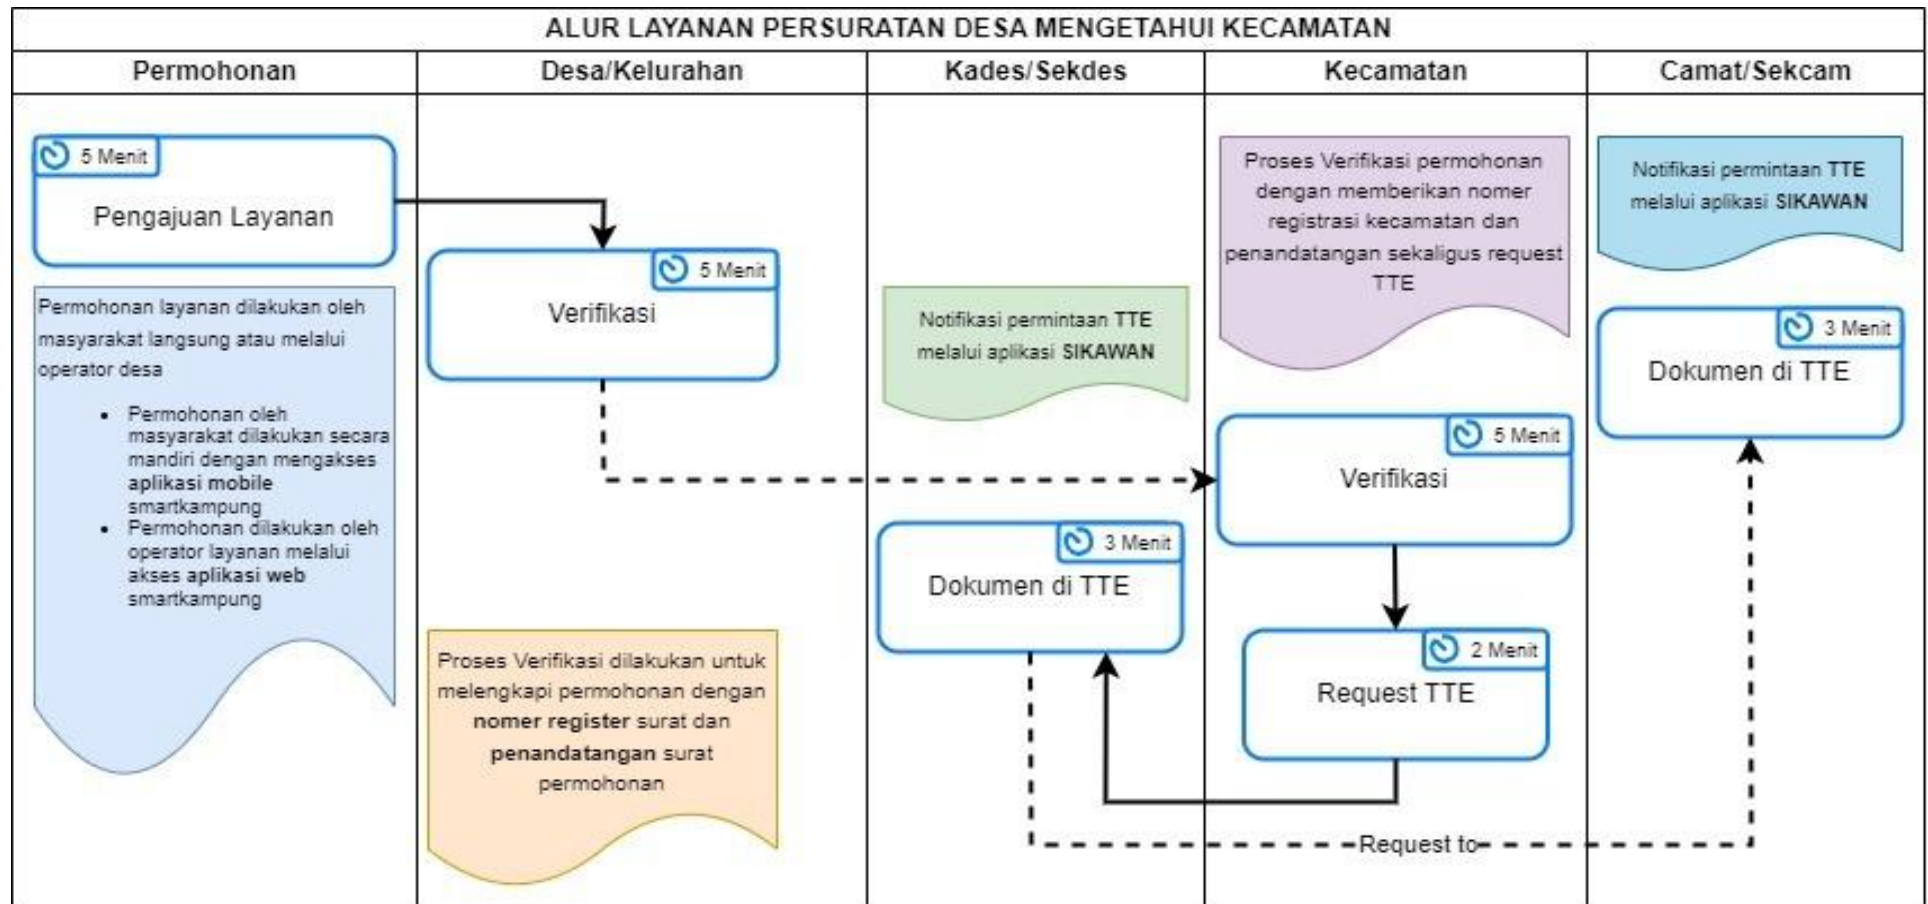 ALUR LAYANAN PERSURATAN DESA MENGETAHUI KECAMATAN
Permohonan
Desa/Kelurahan
Kades/Sekdes
Kecamatan
Camat/Sekcam
5 Menit
Pengajuan Layanan
Permohonan layanan dilakukan oleh
masyarakat langsung atau melalui
operator desa
• Permohonan oleh
masyarakat dilakukan secara
mandiri dengan mengakses
aplikasi mobile
smartkampung
• Permohonan dilakukan oleh
operator layanan melalui
akses aplikasi web
smartkampung
5 Menit
Verifikasi
Proses Verifikasi dilakukan untuk
melengkapi permohonan dengan
nomer register surat dan
penandatangan surat
permohonan
Notifikasi permintaan TTE
melalui aplikasi SIKAWAN
3 Menit
Dokumen di TTE
Proses Verifikasi permohonan
dengan memberikan nomer
registrasi kecamatan dan
penandatangan sekaligus request
TTE
5 Menit
Verifikasi
2 Menit
Request TTE
Request to
Notifikasi permintaan TTE
melalui aplikasi SIKAWAN
3 Menit
Dokumen di TTE